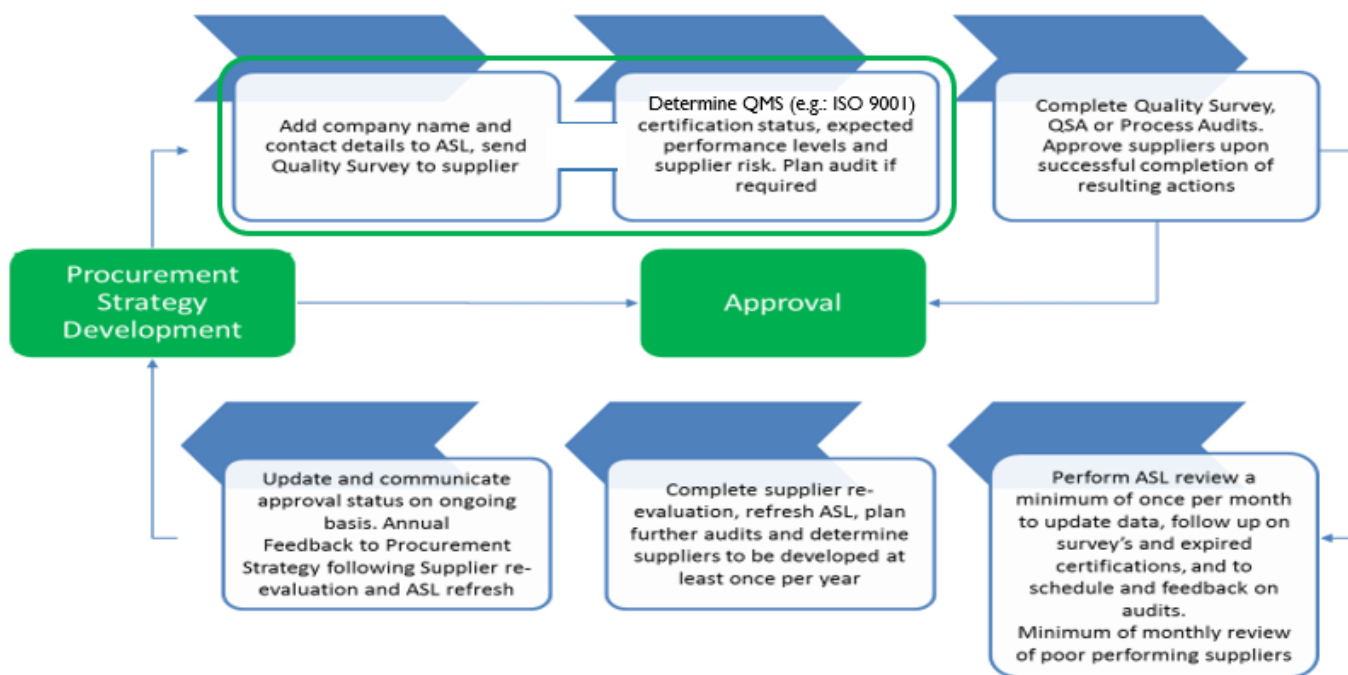 Add company name and
contact details to ASL, send
Quality Survey to supplier
Determine QMS (e.g.: ISO 9001)
certification status, expected
performance levels and
supplier risk. Plan audit if
required
Complete Quality Survey,
QSA or Process Audits.
Approve suppliers upon
successful completion of
resulting actions
Procurement
Strategy
Development
Approval
Update and communicate
approval status on ongoing
basis. Annual
Feedback to Procurement
Strategy following Supplier re-
evaluation and ASL refresh
Complete supplier re-
evaluation, refresh ASL, plan
further audits and determine
suppliers to be developed at
least once per year
Perform ASL review a
minimum of once per month
to update data, follow up on
survey's and expired
certifications, and to
schedule and feedback on
audits.
Minimum of monthly review
of poor performing suppliers